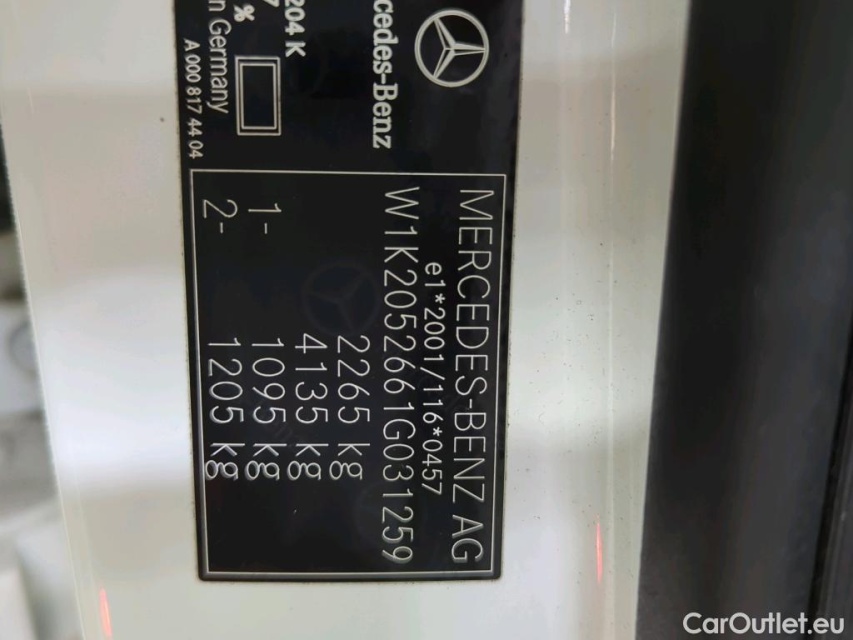 cedes-Benz
204 K
7 %
n Germany
A 000 817 44 04
MERCEDES-BENZ AG
e1*2001/116*0457
W1K2052661G031259
2265 kg
4135 kg
1- 1095 kg
2- 1205 kg
CarOutlet.eu